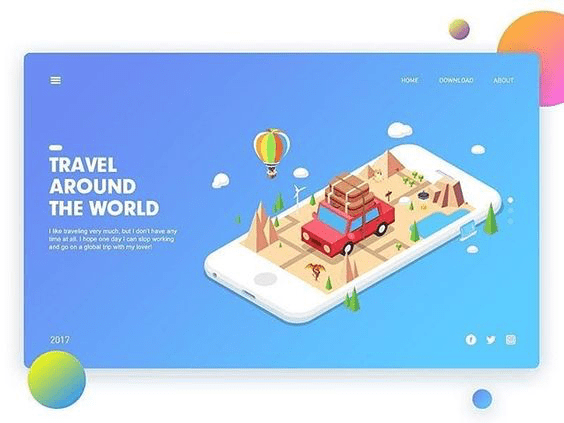 HOME DOWNLOAD ABOUT
TRAVEL
AROUND
THE WORLD
I like traveling very much, but I don't have any
time at all. I hope one day I can stop working
and go on a global trip with my lover!
2017